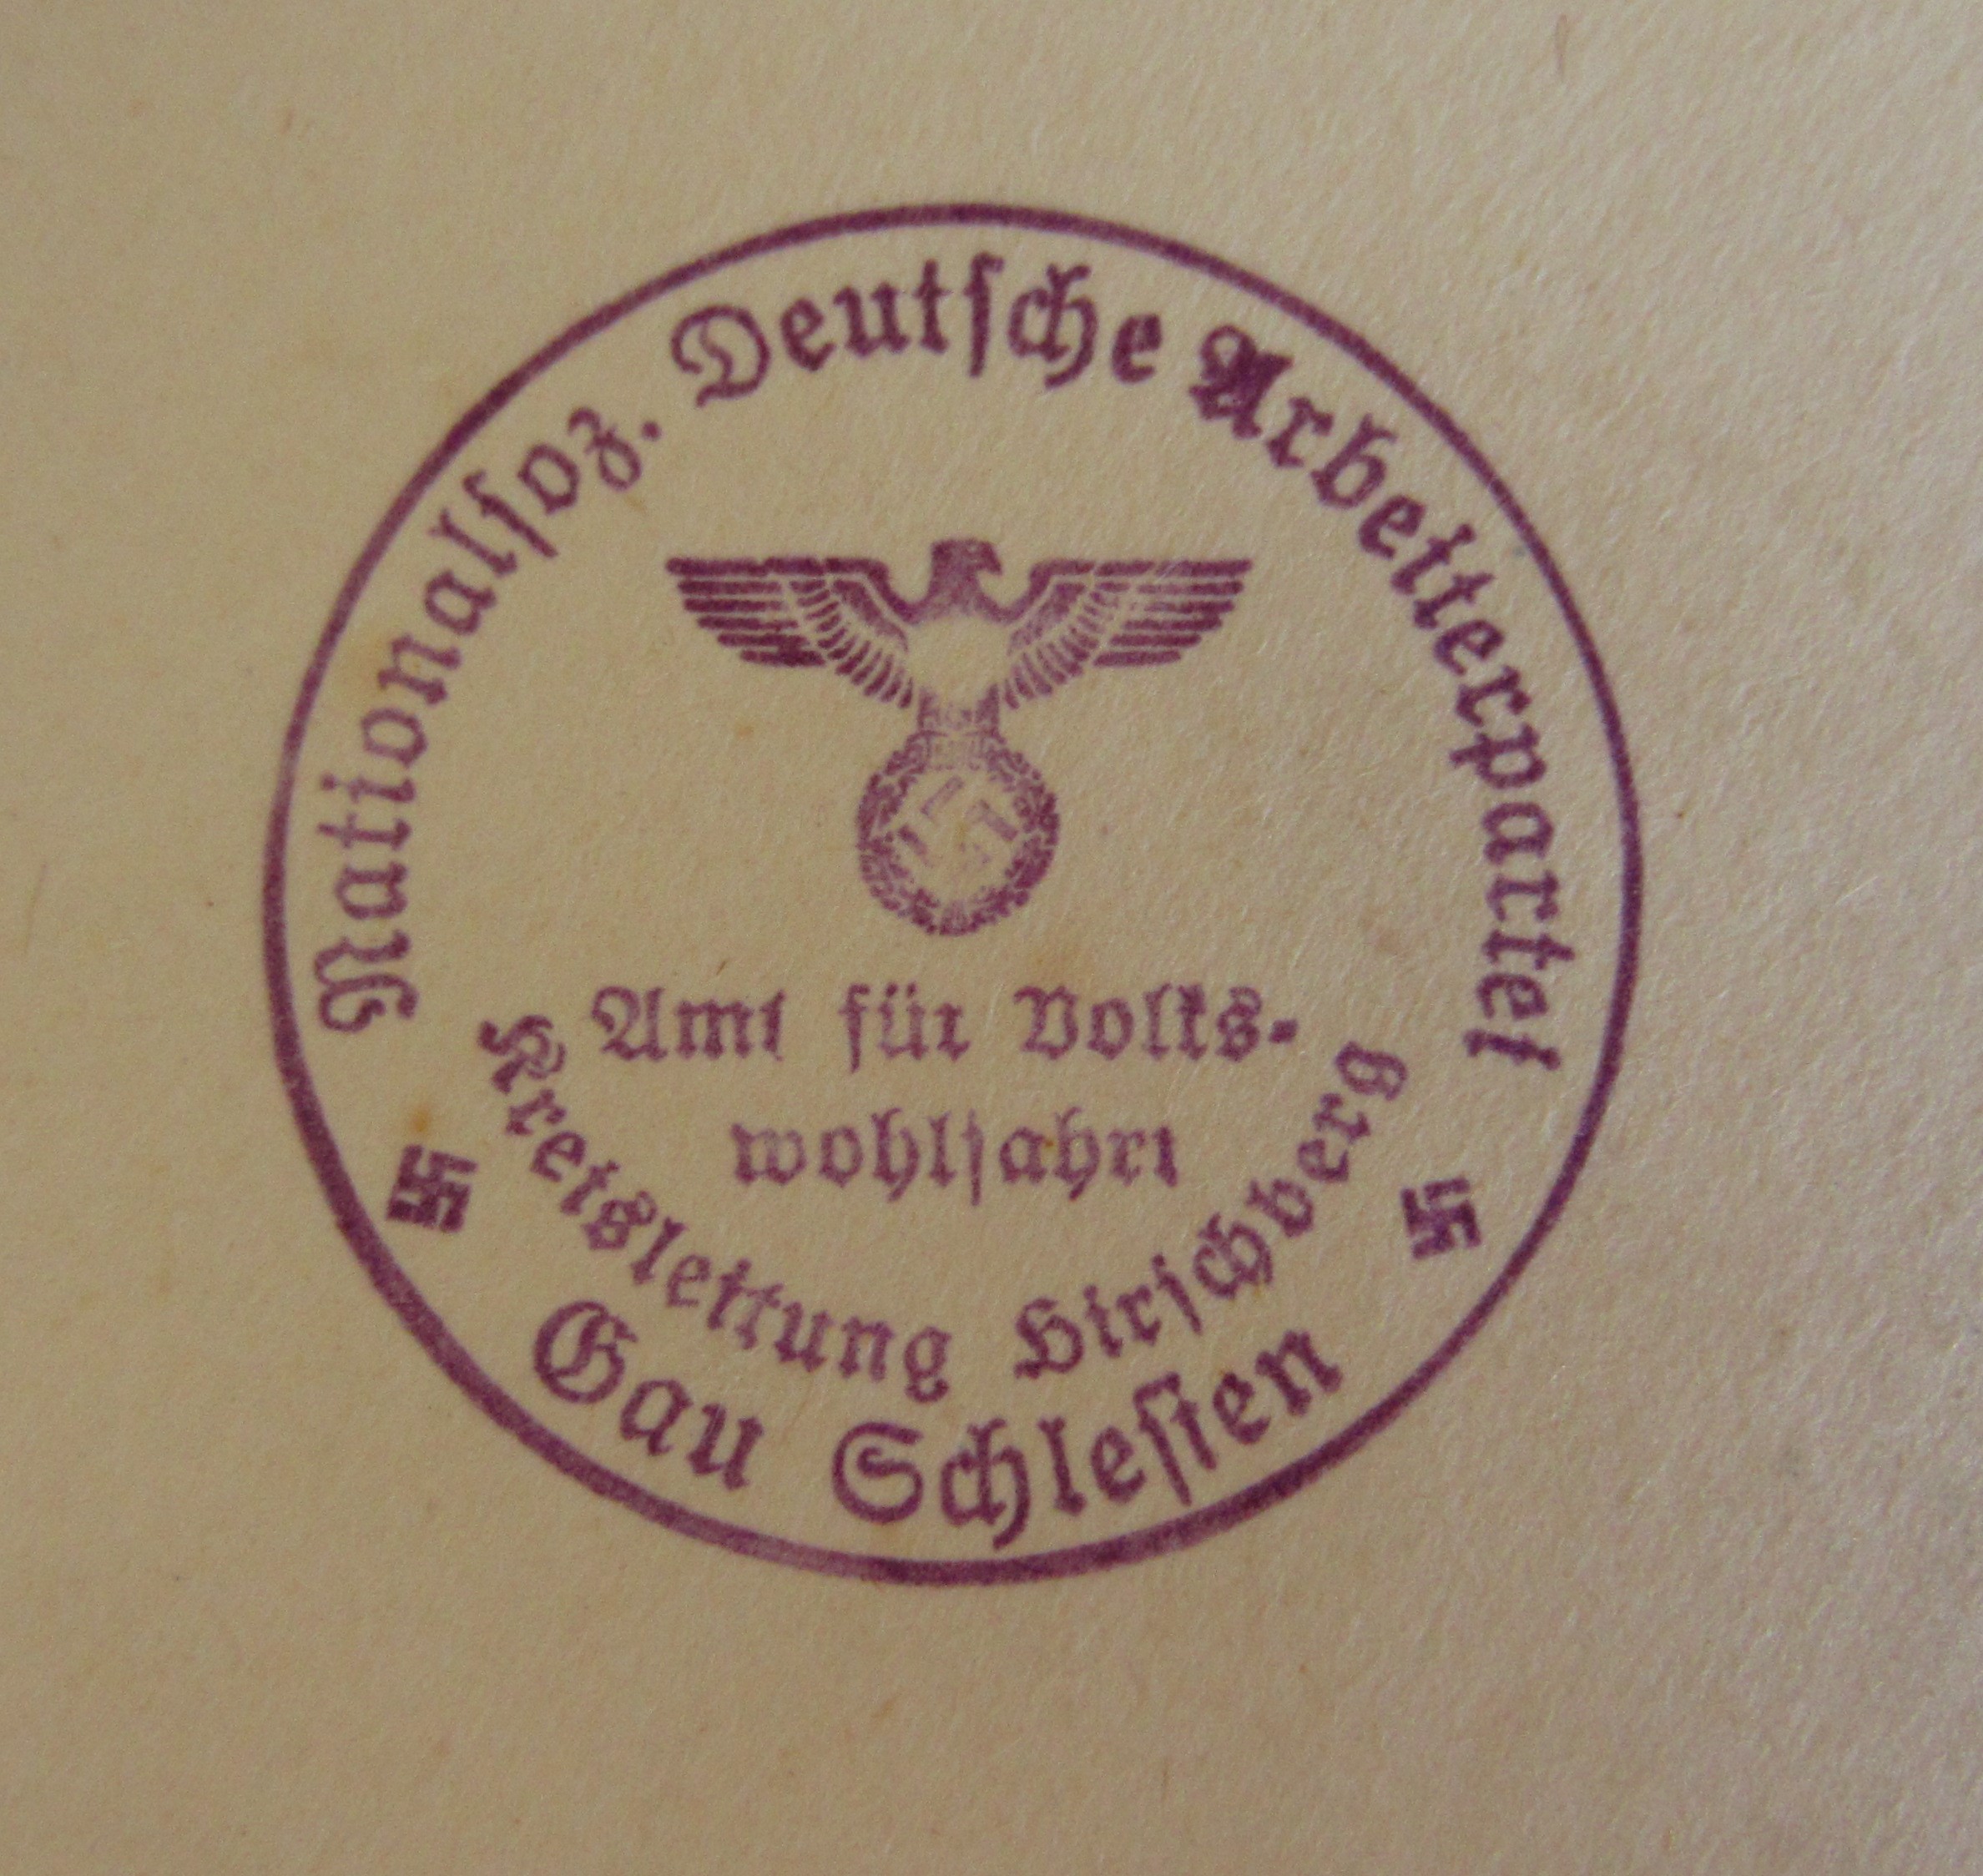 Nationalsoz. Deutsche Arbeiterpartei
Amt für Volks-
wohlfahrt
Kreisleitung Hirschberg
Gau Schlesien